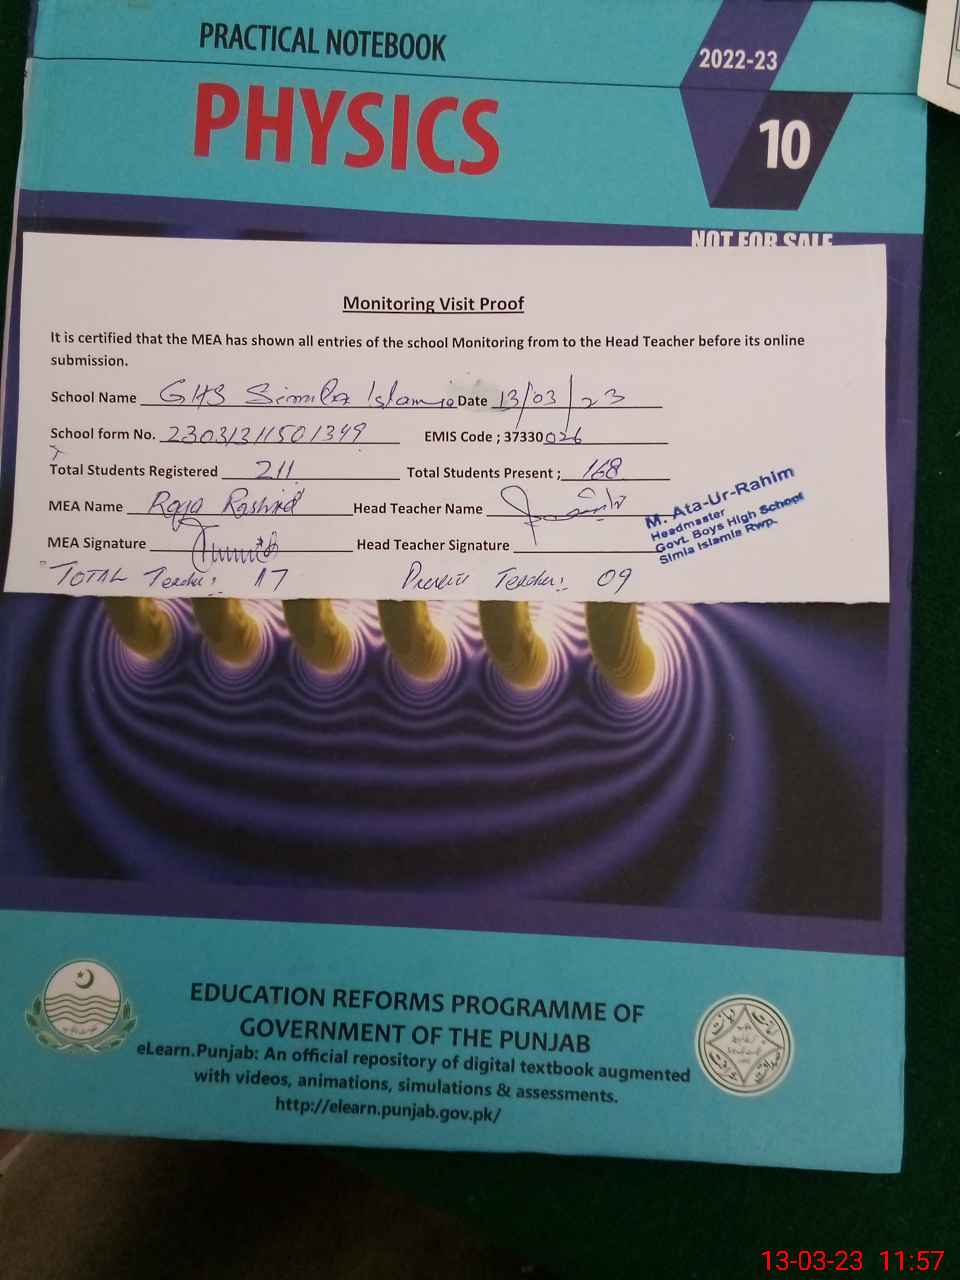 PRACTICAL NOTEBOOK
PHYSICS
2022-23
10
NOT FOR SALE
Monitoring Visit Proof
It is certified that the MEA has shown all entries of the school Monitoring from to the Head Teacher before its online
submission.
School Name GHS Simla Islamia Date 13/03/23
School form No. EMIS Code ; 37330026
Total Students Registered 211 Total Students Present ; 168
MEA Name Raja Rashid Head Teacher Name
MEA Signature Head Teacher Signature
M. Ata-Ur-Rahim
Headmaster
Govt. Boys High School
Simla Islamia Rwp.
TOTAL Teacher: 17 Present Teacher: 09
EDUCATION REFORMS PROGRAMME OF
GOVERNMENT OF THE PUNJAB
eLearn.Punjab: An official repository of digital textbook augmented
with videos, animations, simulations & assessments.
http://elearn.punjab.gov.pk/
13-03-23 11:57